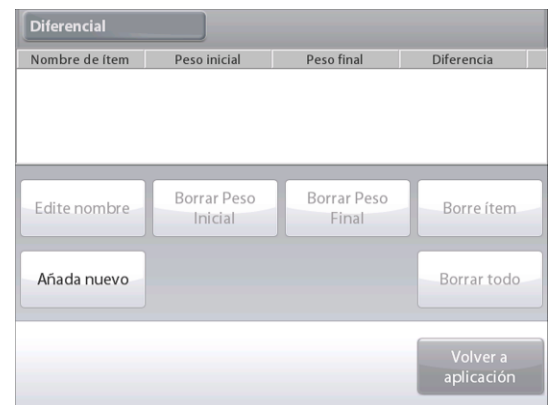 Diferencial
Nombre de ítem Peso inicial Peso final Diferencia
Edite nombre Borrar Peso Inicial Borrar Peso Final Borre ítem
Añada nuevo Borrar todo
Volver a
aplicación